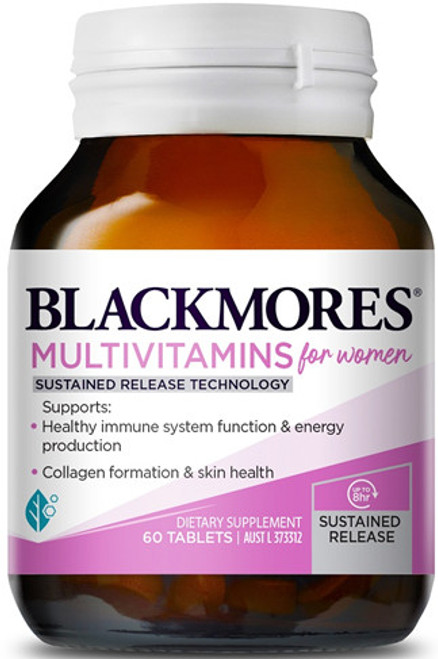 BLACKMORES®
MULTIVITAMINS for women
SUSTAINED RELEASE TECHNOLOGY
Supports:
• Healthy immune system function & energy
production
• Collagen formation & skin health
UP TO
8hr
DIETARY SUPPLEMENT
60 TABLETS | AUST L 373312
SUSTAINED
RELEASE